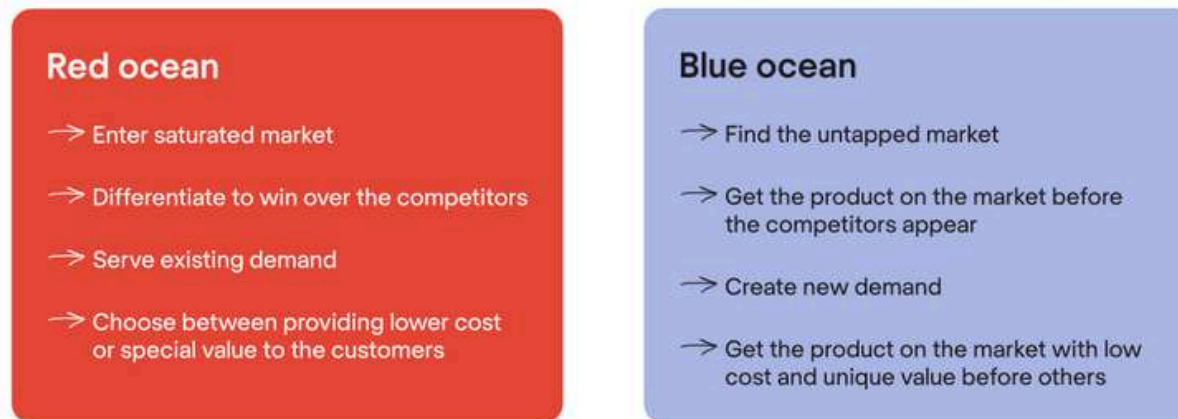 Red ocean
→ Enter saturated market
→ Differentiate to win over the competitors
→ Serve existing demand
→ Choose between providing lower cost
or special value to the customers
Blue ocean
→ Find the untapped market
→ Get the product on the market before
the competitors appear
→ Create new demand
→ Get the product on the market with low
cost and unique value before others